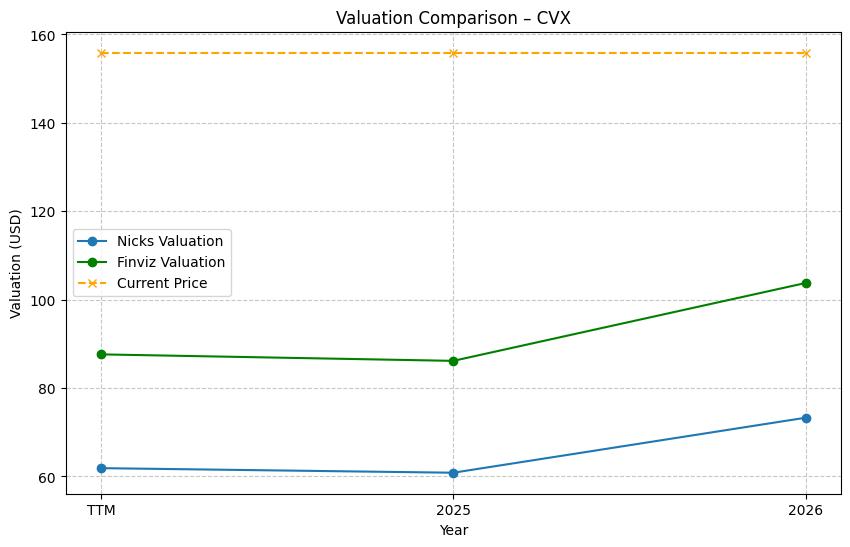 Valuation Comparison – CVX
Valuation (USD)
160
140
120
100
80
60
Nicks Valuation
Finviz Valuation
Current Price
TTM
2025
2026
Year